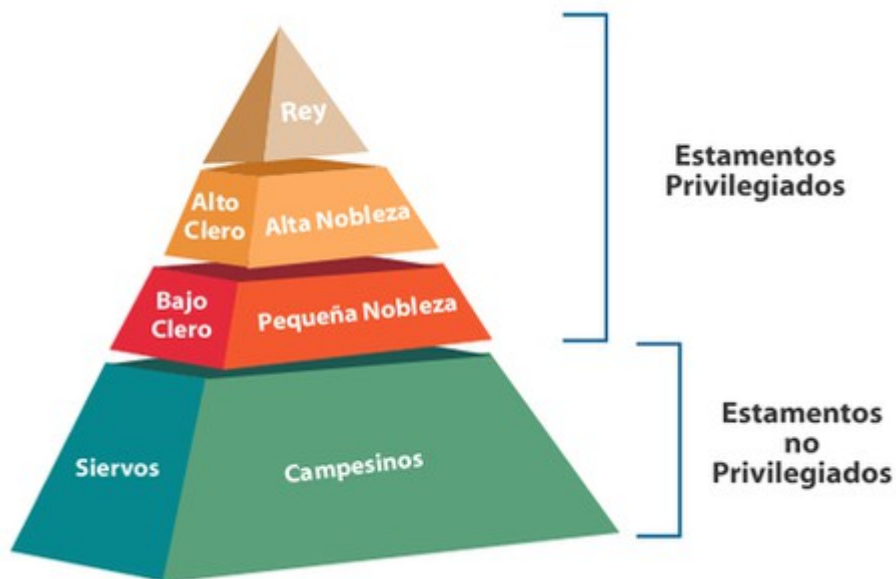 Rey
Alto
Clero
Alta Nobleza
Bajo
Clero
Pequeña Nobleza
Siervos
Campesinos
Estamentos
Privilegiados
Estamentos
no
Privilegiados